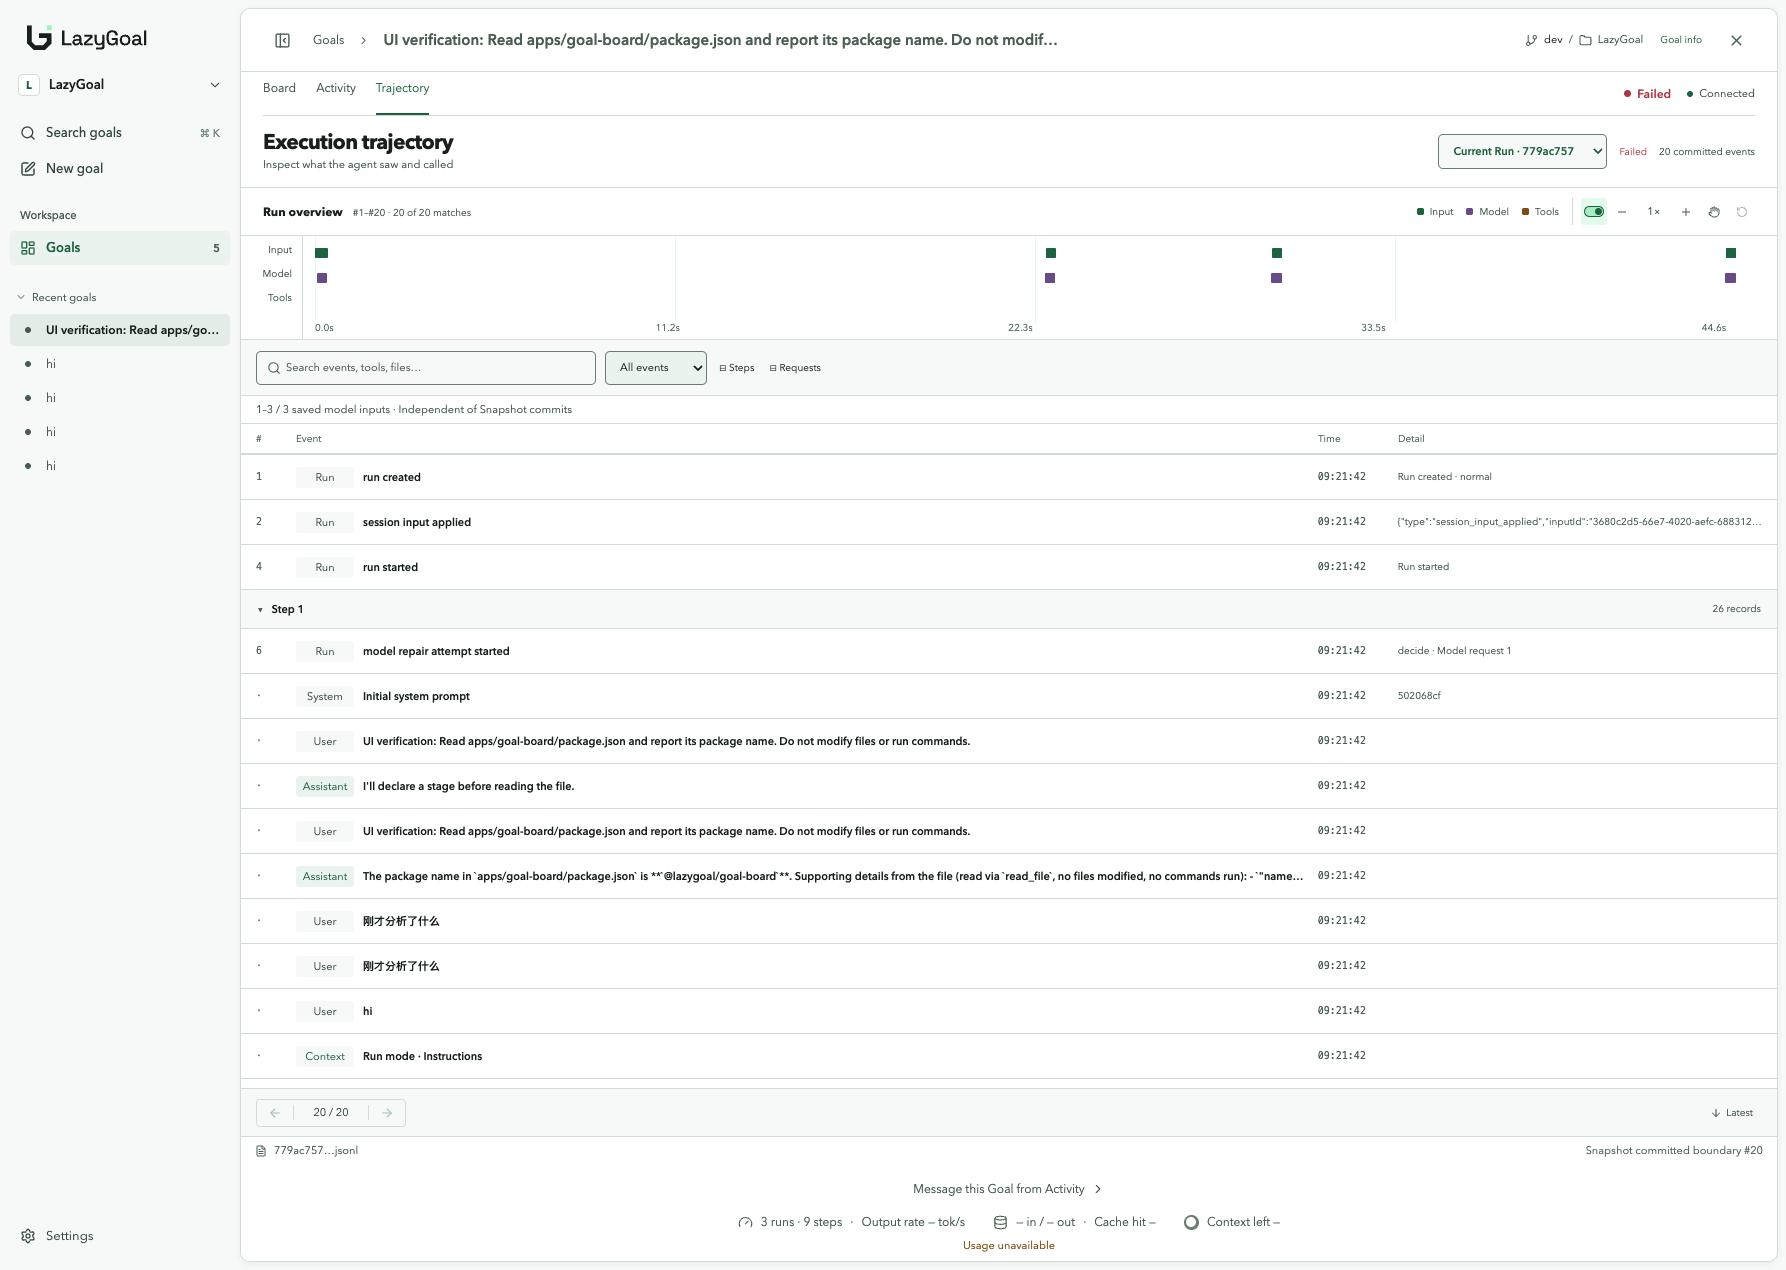 LazyGoal
L LazyGoal
Search goals ⌘ K
New goal
Workspace
Goals 5
Recent goals
UI verification: Read apps/go...
hi
hi
hi
hi
Settings
Goals > UI verification: Read apps/goal-board/package.json and report its package name. Do not modif...
dev / LazyGoal Goal info
Board Activity Trajectory
Failed Connected
Execution trajectory
Inspect what the agent saw and called
Current Run · 779ac757 Failed 20 committed events
Run overview #1–#20 · 20 of 20 matches
Input Model Tools − 1× +
Input
Model
Tools
0.0s 11.2s 22.3s 33.5s 44.6s
Search events, tools, files... All events ⊟ Steps ⊟ Requests
1–3 / 3 saved model inputs · Independent of Snapshot commits
# Event Time Detail
1 Run run created 09:21:42 Run created · normal
2 Run session input applied 09:21:42 {"type":"session_input_applied","inputId":"3680c2d5-66e7-4020-aefc-688312...
4 Run run started 09:21:42 Run started
▾ Step 1 26 records
6 Run model repair attempt started 09:21:42 decide · Model request 1
· System Initial system prompt 09:21:42 502068cf
· User UI verification: Read apps/goal-board/package.json and report its package name. Do not modify files or run commands. 09:21:42
· Assistant I'll declare a stage before reading the file. 09:21:42
· User UI verification: Read apps/goal-board/package.json and report its package name. Do not modify files or run commands. 09:21:42
· Assistant The package name in `apps/goal-board/package.json` is **`@lazygoal/goal-board`**. Supporting details from the file (read via `read_file`, no files modified, no commands run): - `"name... 09:21:42
· User 刚才分析了什么 09:21:42
· User 刚才分析了什么 09:21:42
· User hi 09:21:42
· Context Run mode · Instructions 09:21:42
← 20 / 20 → ↓ Latest
779ac757...jsonl Snapshot committed boundary #20
Message this Goal from Activity >
3 runs · 9 steps · Output rate – tok/s – in / – out · Cache hit – Context left –
Usage unavailable